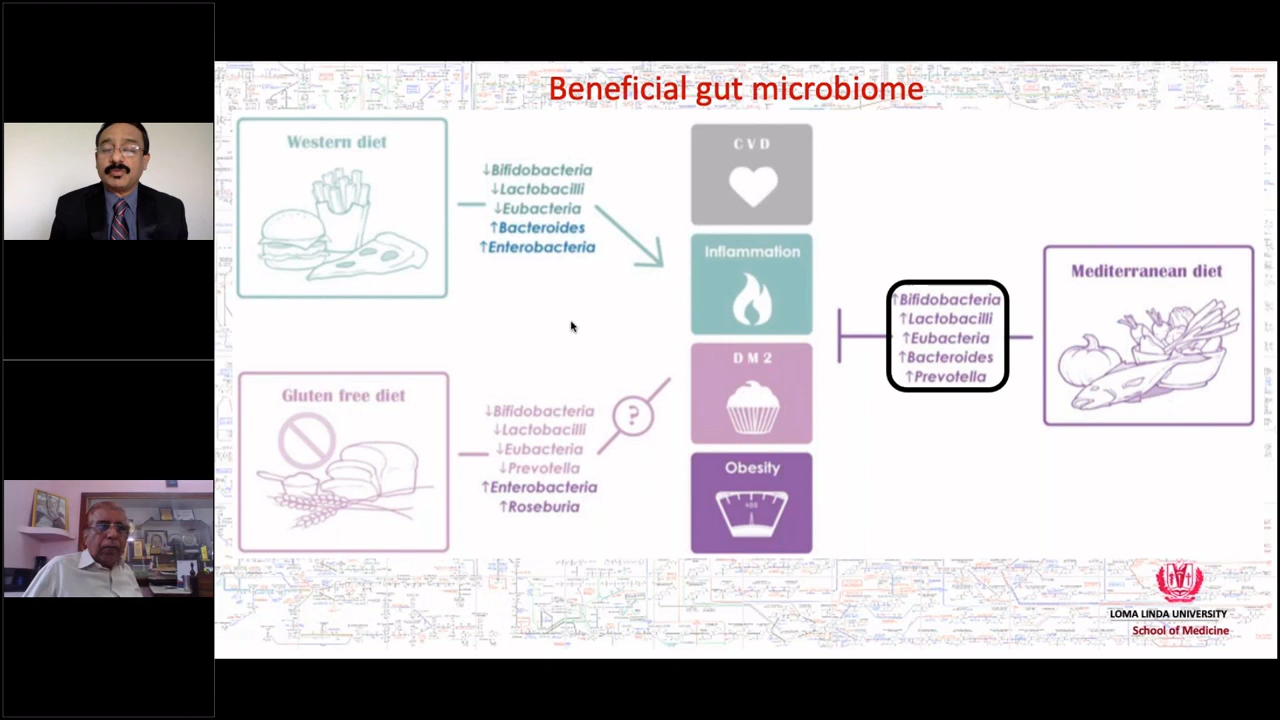 Beneficial gut microbiome
Western diet
↓Bifidobacteria
↓Lactobacilli
↓Eubacteria
↑Bacteroides
↑Enterobacteria
Gluten free diet
↓Bifidobacteria
↓Lactobacilli
↓Eubacteria
↓Prevotella
↑Enterobacteria
↑Roseburia
?
CVD
Inflammation
DM2
Obesity
↑Bifidobacteria
↑Lactobacilli
↑Eubacteria
↑Bacteroides
↑Prevotella
Mediterranean diet
LOMA LINDA UNIVERSITY
School of Medicine